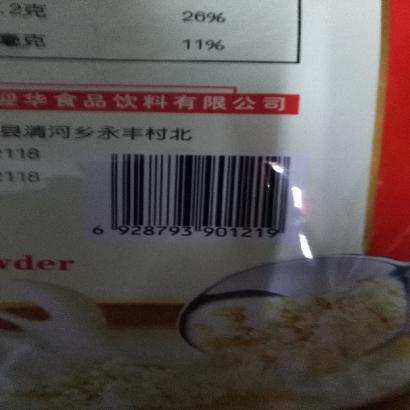 .2克 26%
毫克 11%
华食品饮料有限公司
县清河乡永丰村北
2118
2118
6 928793 901219
wder